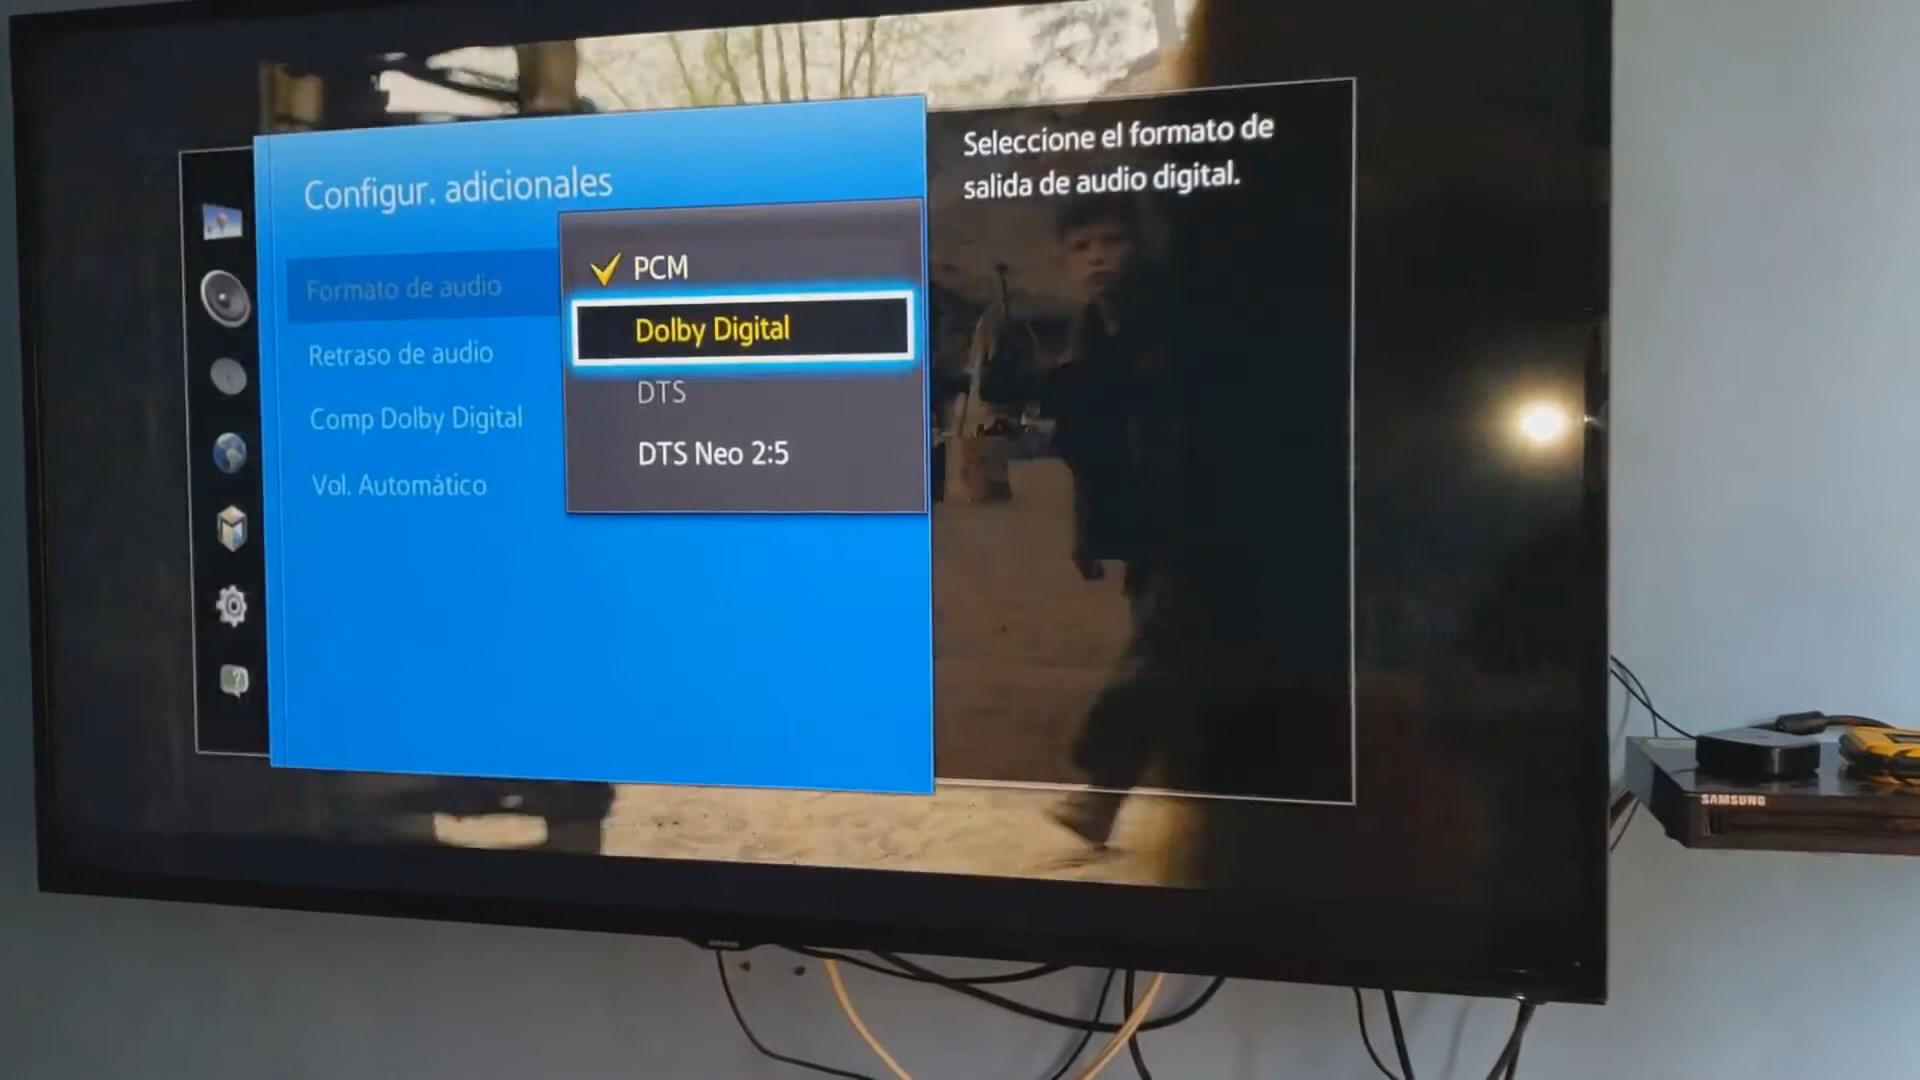 Configur. adicionales
Formato de audio
Retraso de audio
Comp Dolby Digital
Vol. Automático
PCM
Dolby Digital
DTS
DTS Neo 2:5
Seleccione el formato de
salida de audio digital.
SAMSUNG
SAMSUNG